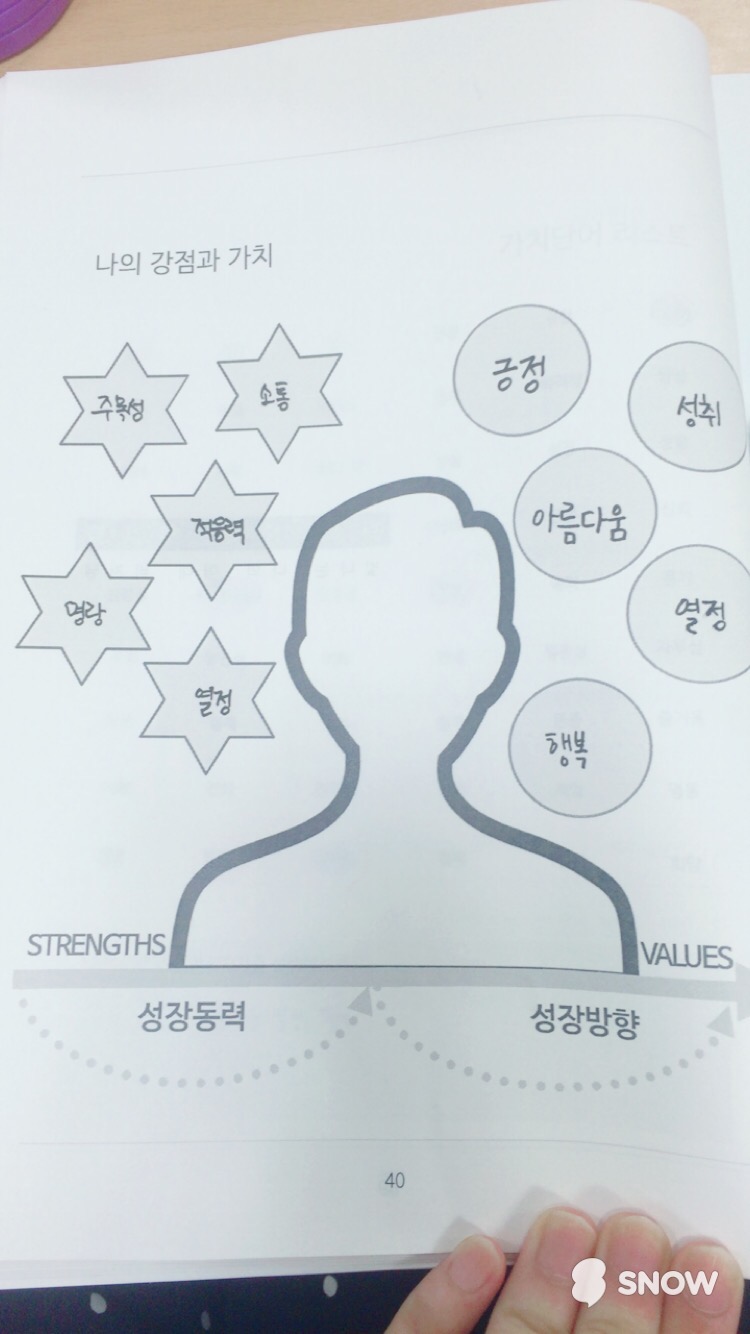 나의 강점과 가치
주목성
소통
적응력
명랑
열정
긍정
성취
아름다움
열정
행복
STRENGTHS
VALUES
성장동력
성장방향
40
SNOW